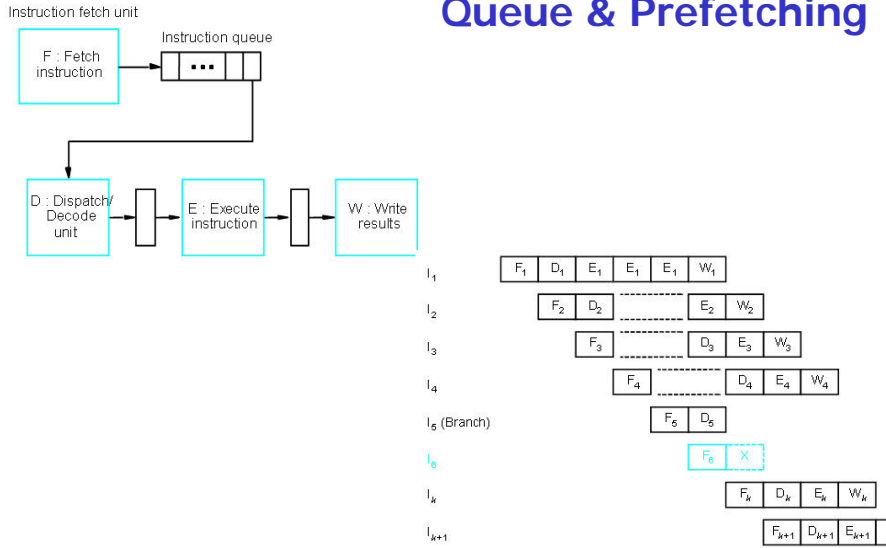 Queue & Prefetching
Instruction fetch unit
F : Fetch
instruction
Instruction queue
D : Dispatch/
Decode
unit
E : Execute
instruction
W : Write
results
I1 F1 D1 E1 E1 E1 W1
I2 F2 D2 E2 W2
I3 F3 D3 E3 W3
I4 F4 D4 E4 W4
I5 (Branch) F5 D5
I6 F6 X
Ik Fk Dk Ek Wk
Ik+1 Fk+1 Dk+1 Ek+1